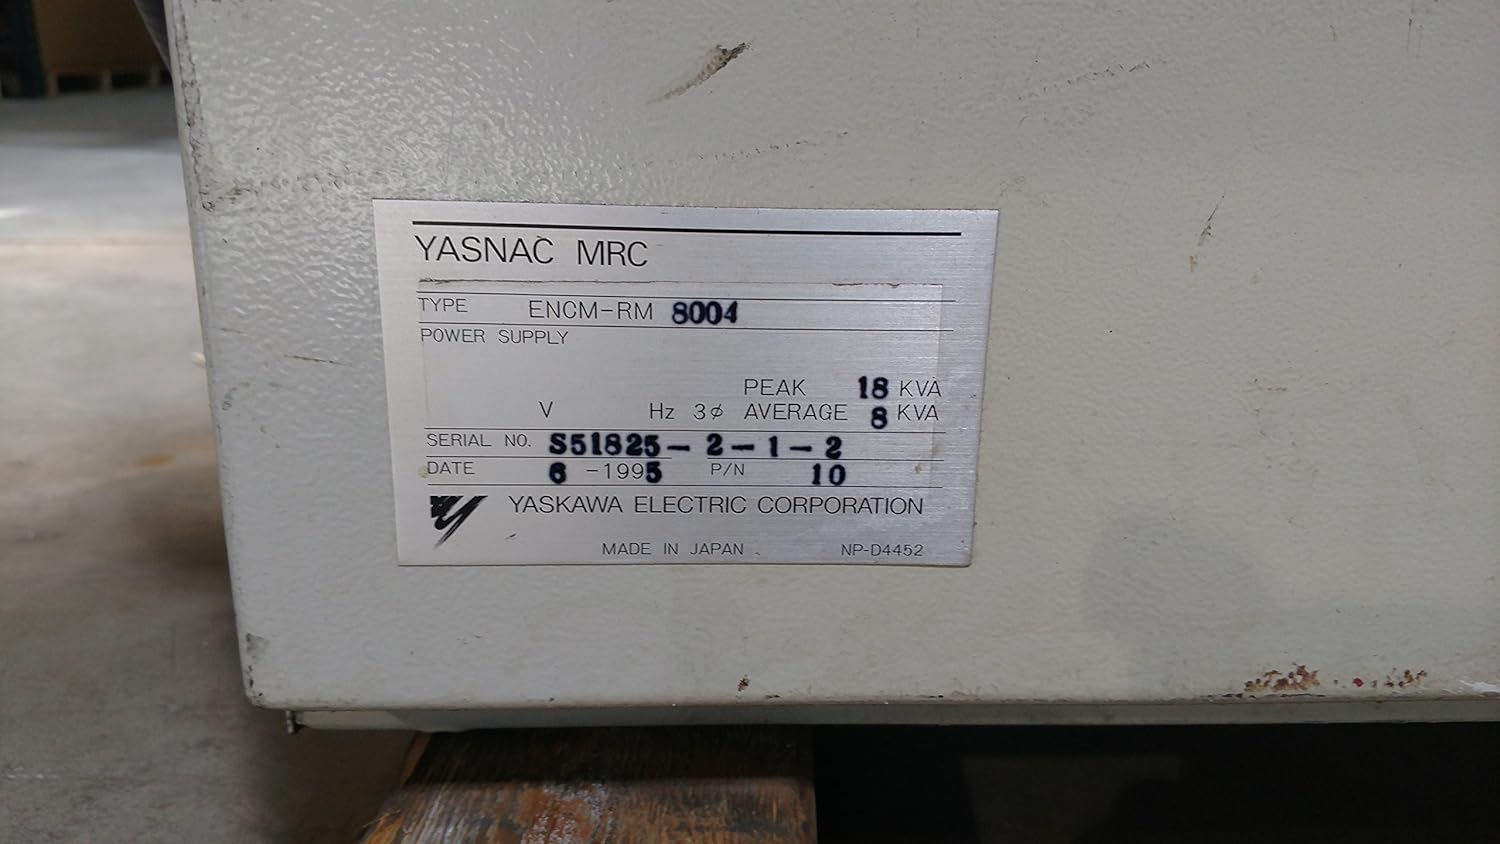 YASNAC MRC
TYPE ENCM-RM 8004
POWER SUPPLY
PEAK 18 KVA
V Hz 3φ AVERAGE 8 KVA
SERIAL NO. S51825-2-1-2
DATE 6 -1995 P/N 10
YASKAWA ELECTRIC CORPORATION
MADE IN JAPAN NP-D4452